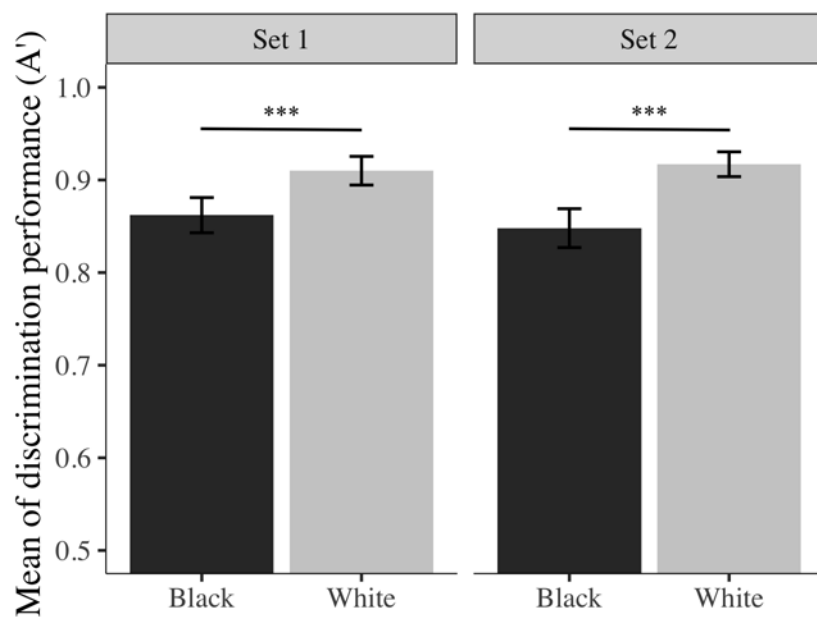 Mean of discrimination performance (A')
Set 1
Set 2
1.0
0.9
0.8
0.7
0.6
0.5
***
***
Black
White
Black
White